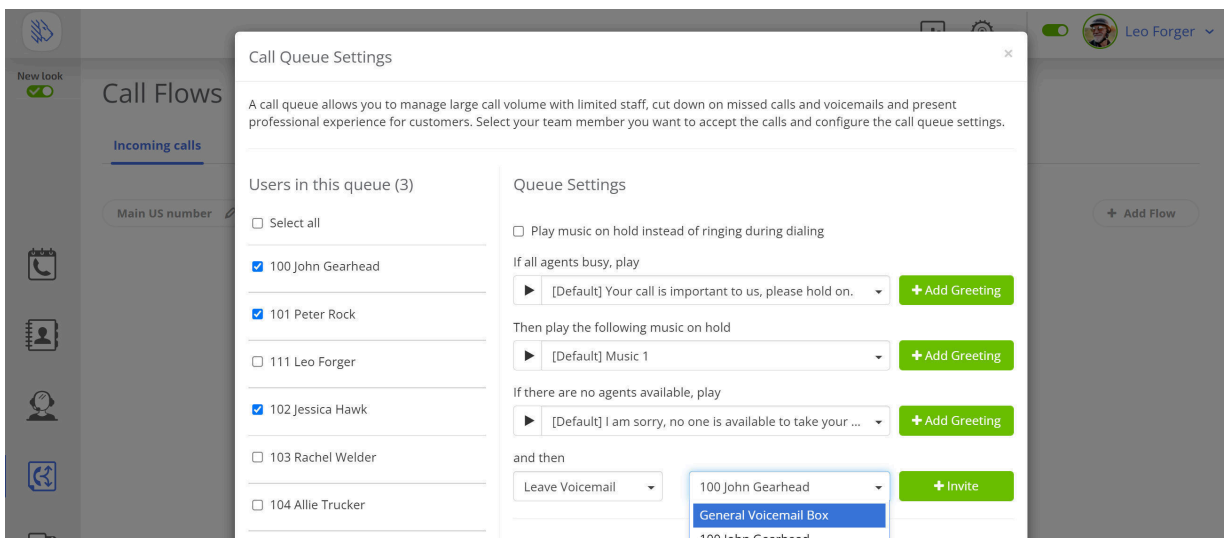 Leo Forger
New look
Call Flows
Incoming calls
Main US number
+ Add Flow
Call Queue Settings
×
A call queue allows you to manage large call volume with limited staff, cut down on missed calls and voicemails and present
professional experience for customers. Select your team member you want to accept the calls and configure the call queue settings.
Users in this queue (3)
Select all
100 John Gearhead
101 Peter Rock
111 Leo Forger
102 Jessica Hawk
103 Rachel Welder
104 Allie Trucker
Queue Settings
Play music on hold instead of ringing during dialing
If all agents busy, play
[Default] Your call is important to us, please hold on.
+ Add Greeting
Then play the following music on hold
[Default] Music 1
+ Add Greeting
If there are no agents available, play
[Default] I am sorry, no one is available to take your ...
+ Add Greeting
and then
Leave Voicemail
100 John Gearhead
+ Invite
General Voicemail Box
100 John Gearhead